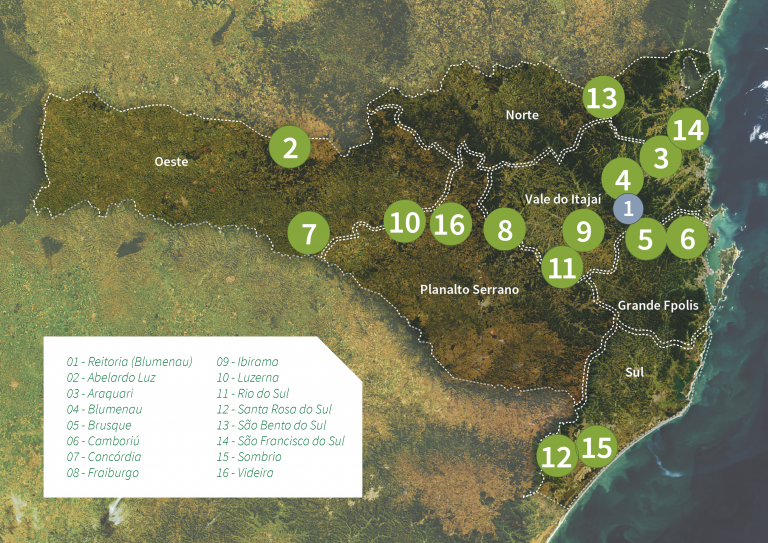 13
Norte
14
2
Oeste
3
4
Vale do Itajaí
1
10
16
8
9
7
5
6
11
Planalto Serrano
Grande Fpolis
Sul
12
15
01 - Reitoria (Blumenau)
02 - Abelardo Luz
03 - Araquari
04 - Blumenau
05 - Brusque
06 - Camboriú
07 - Concórdia
08 - Fraiburgo
09 - Ibirama
10 - Luzerna
11 - Rio do Sul
12 - Santa Rosa do Sul
13 - São Bento do Sul
14 - São Francisco do Sul
15 - Sombrio
16 - Videira